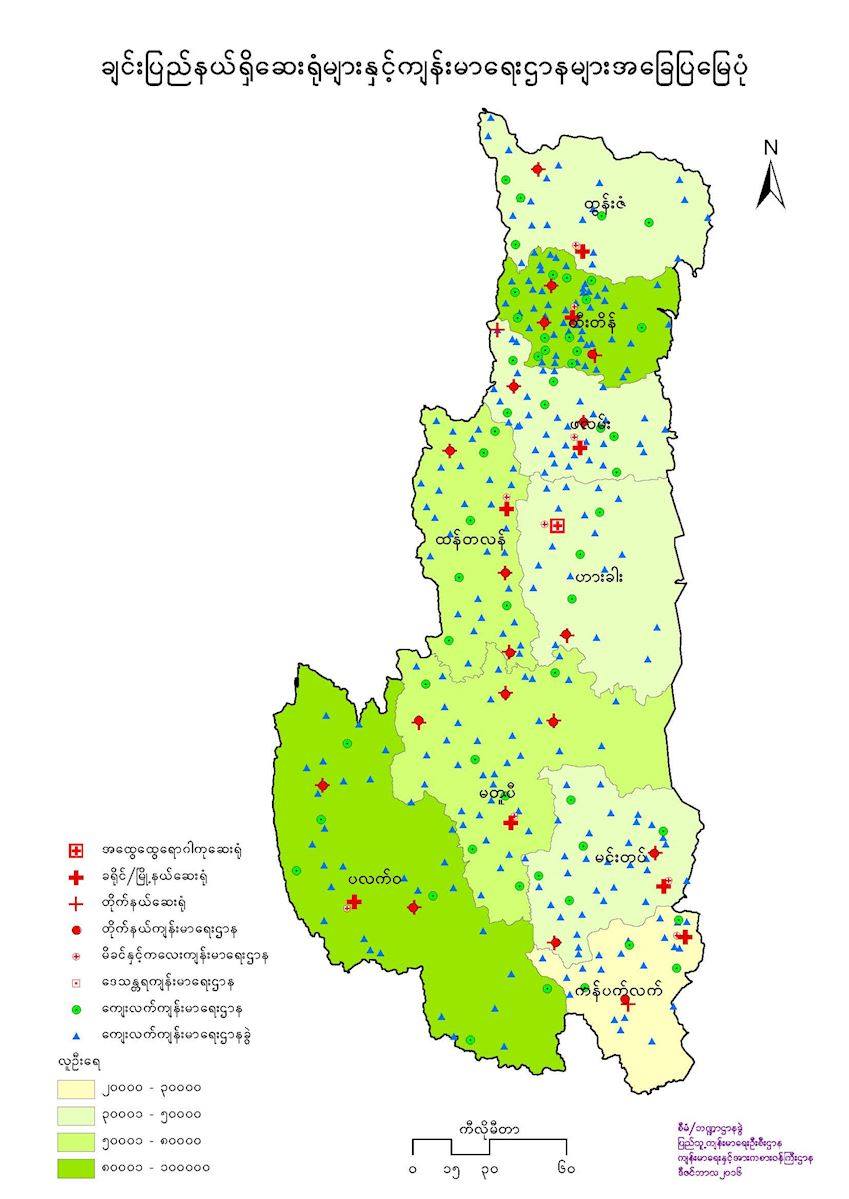 ချင်းပြည်နယ်ရှိဆေးရုံများနှင့်ကျန်းမာရေးဌာနများအခြေပြမြေပုံ
N
တွန်းဇံ
တီးတိန်
ဖလမ်း
ထန်တလန်
ဟားခါး
မတူပီ
မင်းတပ်
ပလက်ဝ
ကန်ပက်လက်
အထွေထွေရောဂါကုဆေးရုံ
ခရိုင်/မြို့နယ်ဆေးရုံ
တိုက်နယ်ဆေးရုံ
တိုက်နယ်ကျန်းမာရေးဌာန
မိခင်နှင့်ကလေးကျန်းမာရေးဌာန
ဒေသန္တရကျန်းမာရေးဌာန
ကျေးလက်ကျန်းမာရေးဌာန
ကျေးလက်ကျန်းမာရေးဌာနခွဲ
လူဦးရေ
၂၀၀၀၀ - ၃၀၀၀၀
၃၀၀၀၁ - ၅၀၀၀၀
၅၀၀၀၁ - ၈၀၀၀၀
၈၀၀၀၁ - ၁၀၀၀၀၀
ကီလိုမီတာ
၀ ၁၅ ၃၀ ၆၀
စီမံ/ဘဏ္ဍာဌာနခွဲ
ပြည်သူ့ကျန်းမာရေးဦးစီးဌာန
ကျန်းမာရေးနှင့်အားကစားဝန်ကြီးဌာန
ဒီဇင်ဘာလ၂၀၁၆